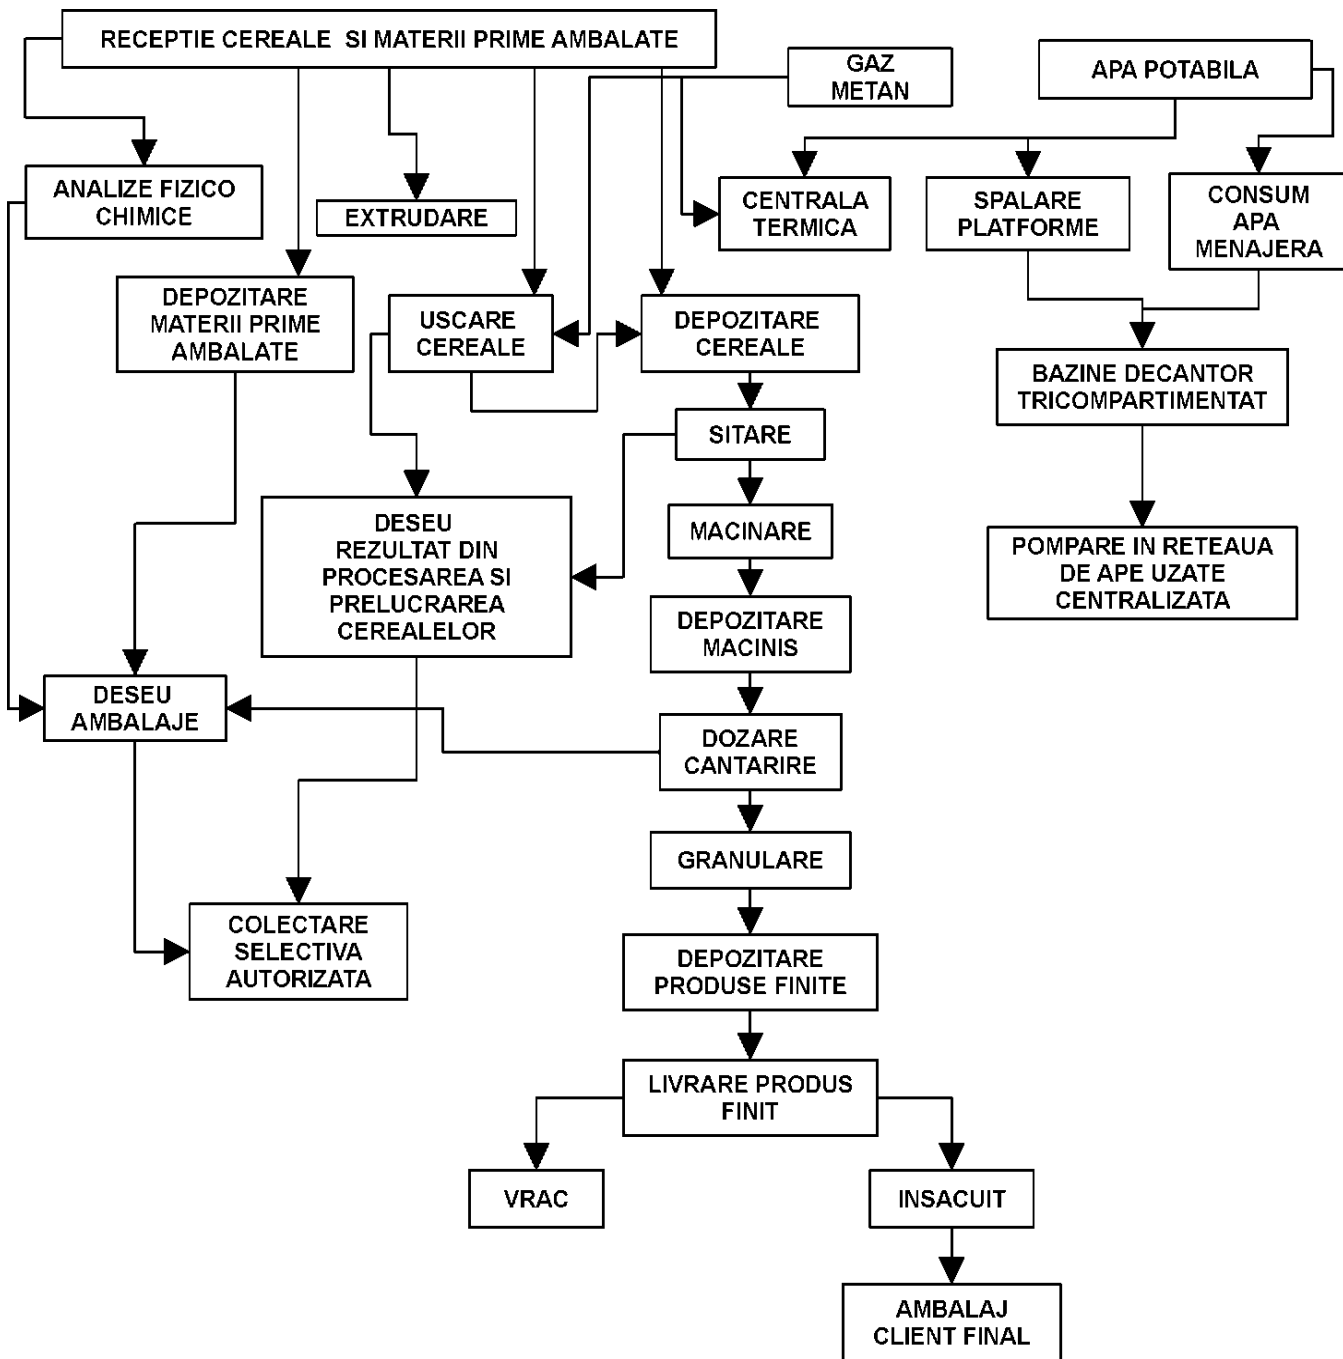 RECEPTIE CEREALE SI MATERII PRIME AMBALATE
GAZ
METAN
APA POTABILA
ANALIZE FIZICO
CHIMICE
EXTRUDARE
CENTRALA
TERMICA
SPALARE
PLATFORME
CONSUM
APA
MENAJERA
DEPOZITARE
MATERII PRIME
AMBALATE
USCARE
CEREALE
DEPOZITARE
CEREALE
BAZINE DECANTOR
TRICOMPARTIMENTAT
SITARE
DESEU
REZULTAT DIN
PROCESAREA SI
PRELUCRAREA
CEREALELOR
MACINARE
POMPARE IN RETEAUA
DE APE UZATE
CENTRALIZATA
DEPOZITARE
MACINIS
DESEU
AMBALAJE
DOZARE
CANTARIRE
GRANULARE
COLECTARE
SELECTIVA
AUTORIZATA
DEPOZITARE
PRODUSE FINITE
LIVRARE PRODUS
FINIT
VRAC
INSACUIT
AMBALAJ
CLIENT FINAL